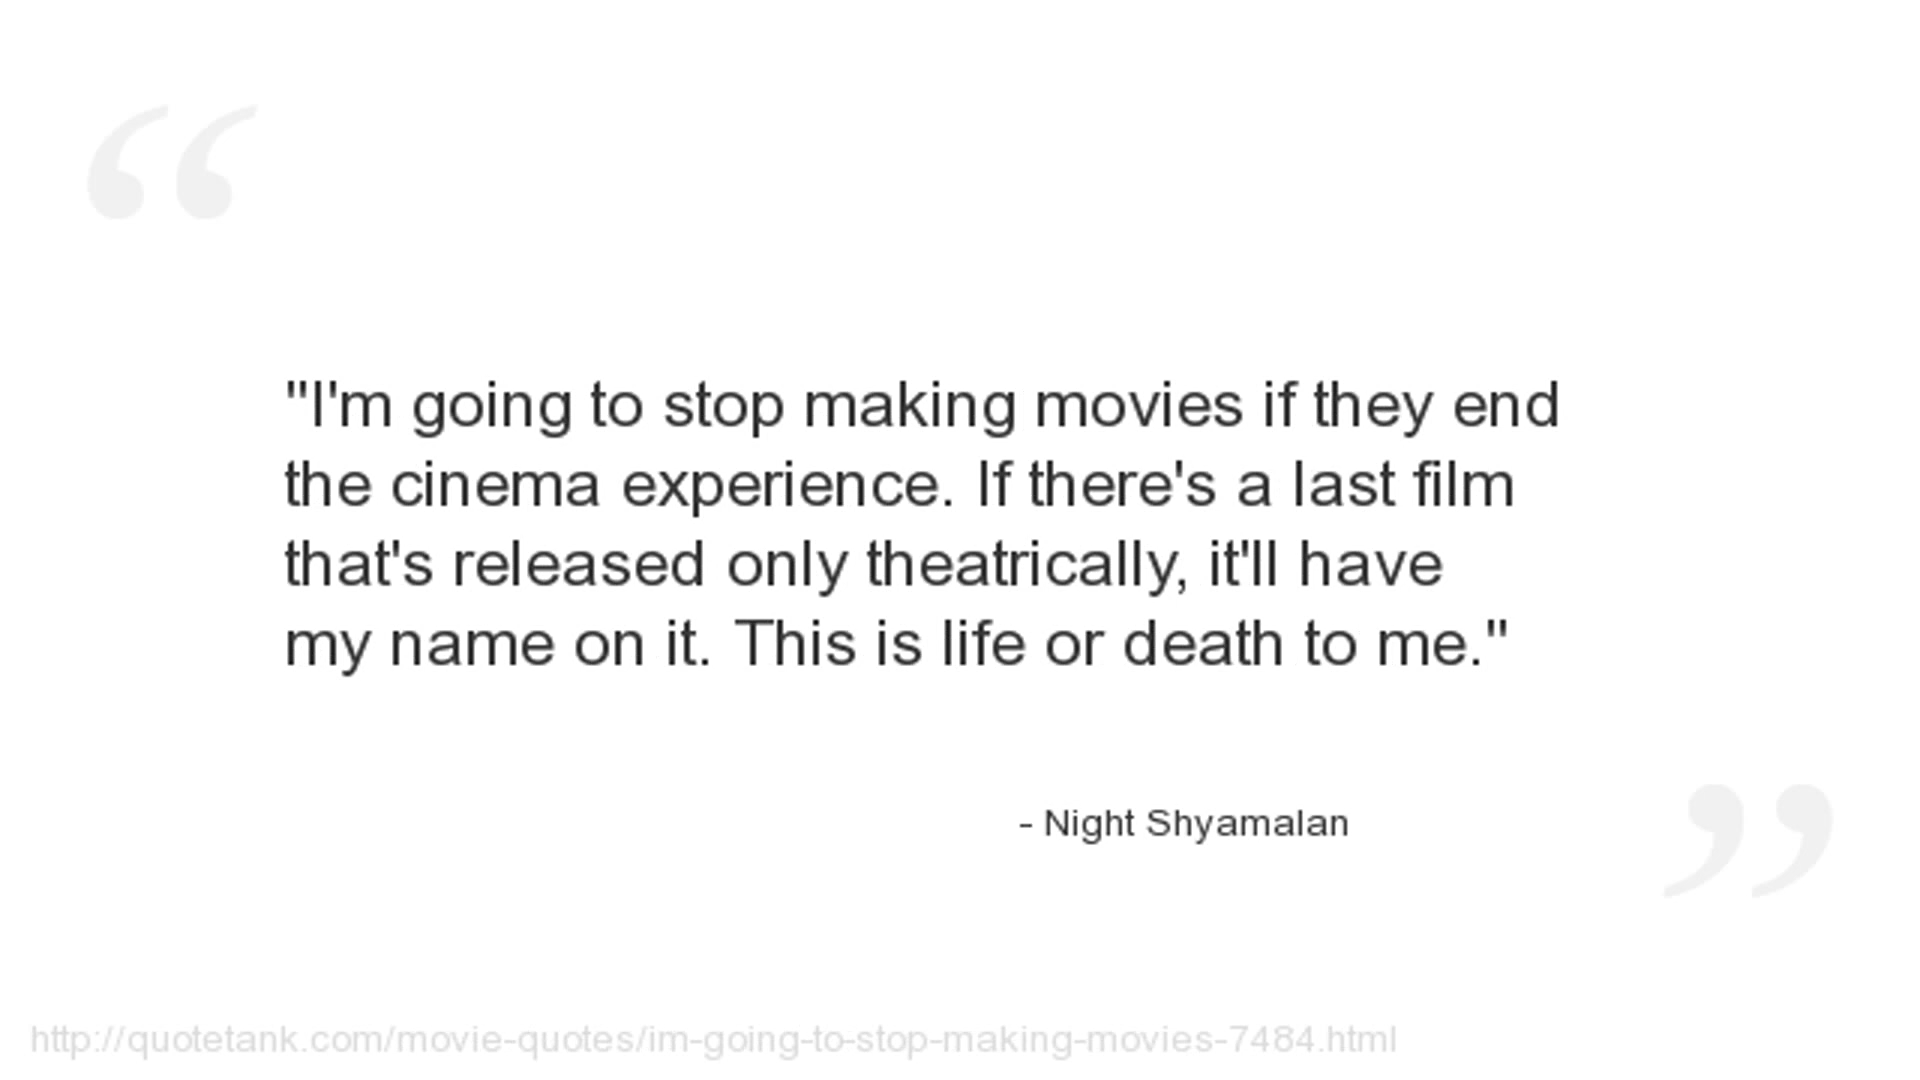 "I'm going to stop making movies if they end
the cinema experience. If there's a last film
that's released only theatrically, it'll have
my name on it. This is life or death to me."
- Night Shyamalan
http://quotetank.com/movie-quotes/im-going-to-stop-making-movies-7484.html